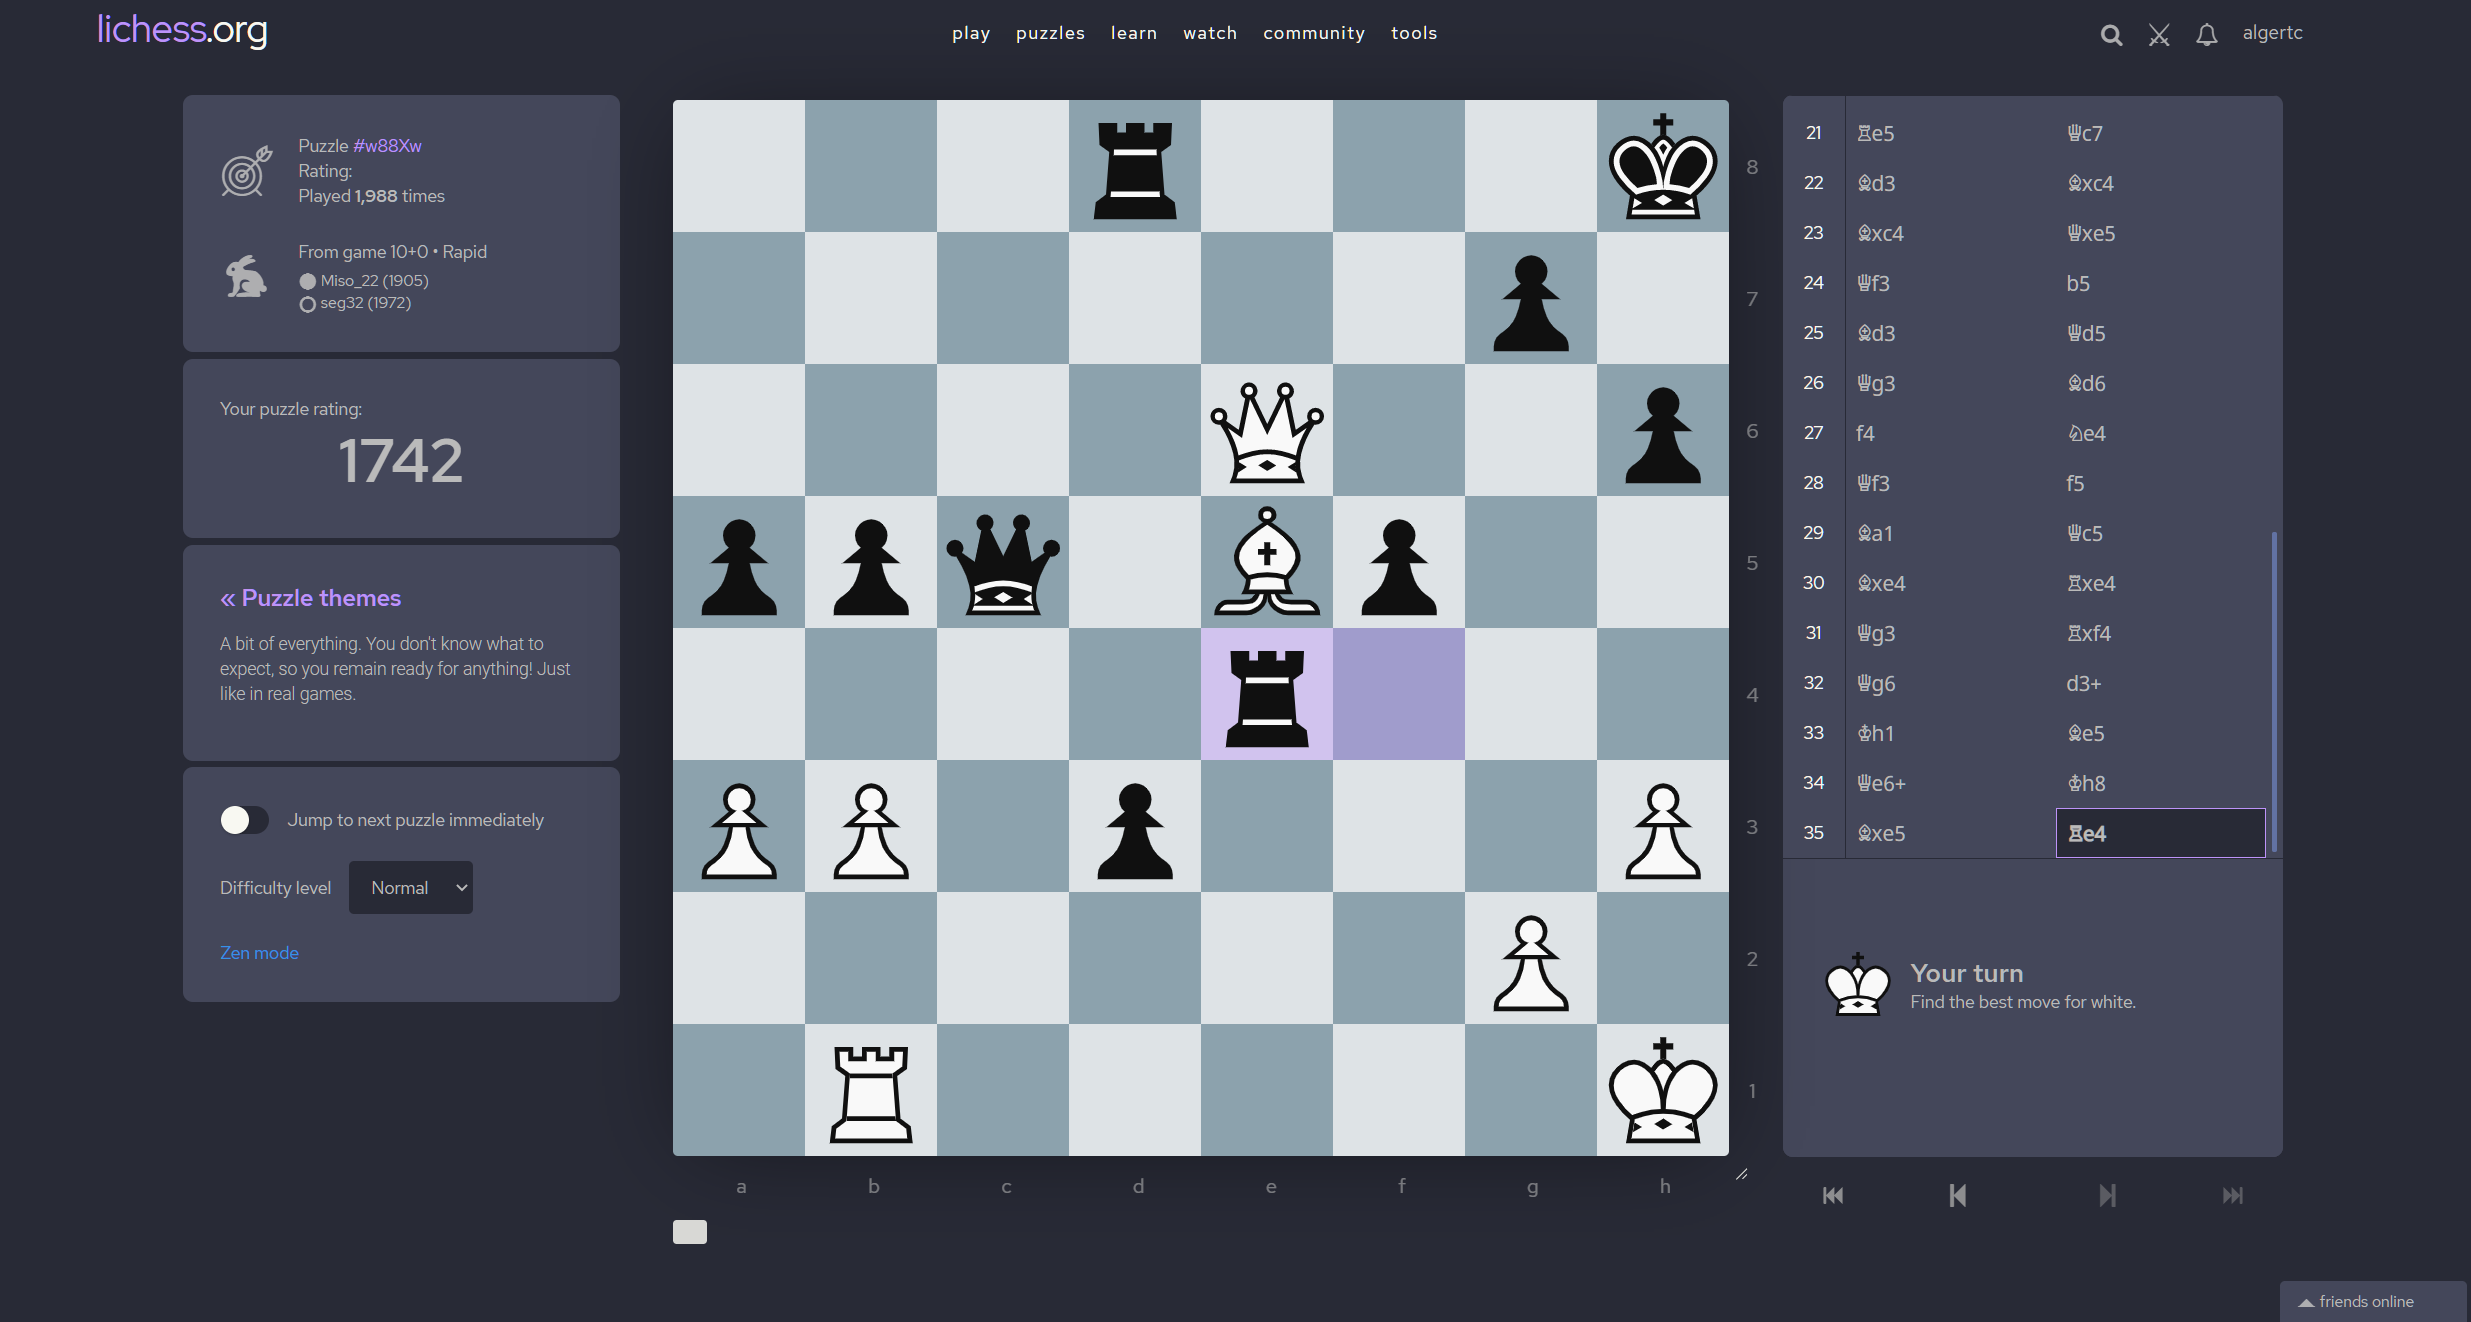 lichess.org
play puzzles learn watch community tools
algertc
Puzzle #w88Xw
Rating:
Played 1,988 times
From game 10+0 • Rapid
Miso_22 (1905)
seg32 (1972)
Your puzzle rating:
1742
« Puzzle themes
A bit of everything. You don't know what to
expect, so you remain ready for anything! Just
like in real games.
Jump to next puzzle immediately
Difficulty level Normal
Zen mode
8
7
6
5
4
3
2
1
a b c d e f g h
21 ♖e5 ♕c7
22 ♗d3 ♗xc4
23 ♗xc4 ♕xe5
24 ♕f3 b5
25 ♗d3 ♕d5
26 ♕g3 ♗d6
27 f4 ♘e4
28 ♕f3 f5
29 ♗a1 ♕c5
30 ♗xe4 ♖xe4
31 ♕g3 ♖xf4
32 ♕g6 d3+
33 ♔h1 ♗e5
34 ♕e6+ ♔h8
35 ♗xe5 ♖e4
Your turn
Find the best move for white.
friends online